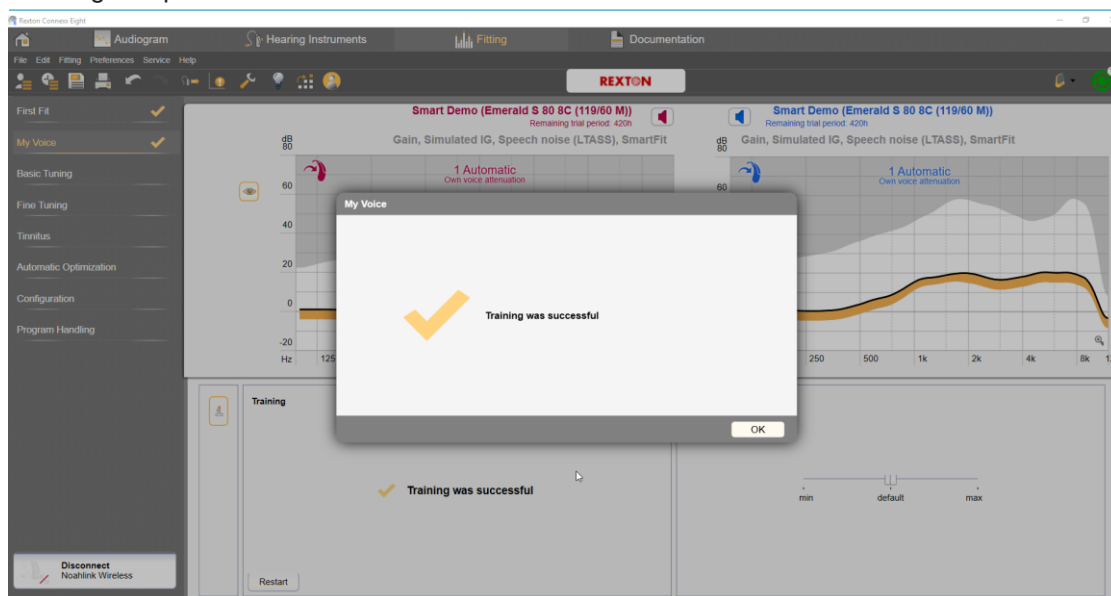 Rexton Connexx Eight
Audiogram
Hearing Instruments
Fitting
Documentation
File Edit Fitting Preferences Service Help
REXTON
First Fit
My Voice
Basic Tuning
Fine Tuning
Tinnitus
Automatic Optimization
Configuration
Program Handling
Disconnect
Noahlink Wireless
Smart Demo (Emerald S 80 8C (119/60 M))
Remaining trial period: 420h
Gain, Simulated IG, Speech noise (LTASS), SmartFit
dB
80
1 Automatic
Own voice attenuation
60
40
20
0
-20
Hz 125
Smart Demo (Emerald S 80 8C (119/60 M))
Remaining trial period: 420h
Gain, Simulated IG, Speech noise (LTASS), SmartFit
dB
80
1 Automatic
Own voice attenuation
60
250 500 1k 2k 4k 8k
My Voice
Training was successful
OK
Training
Training was successful
Restart
min default max